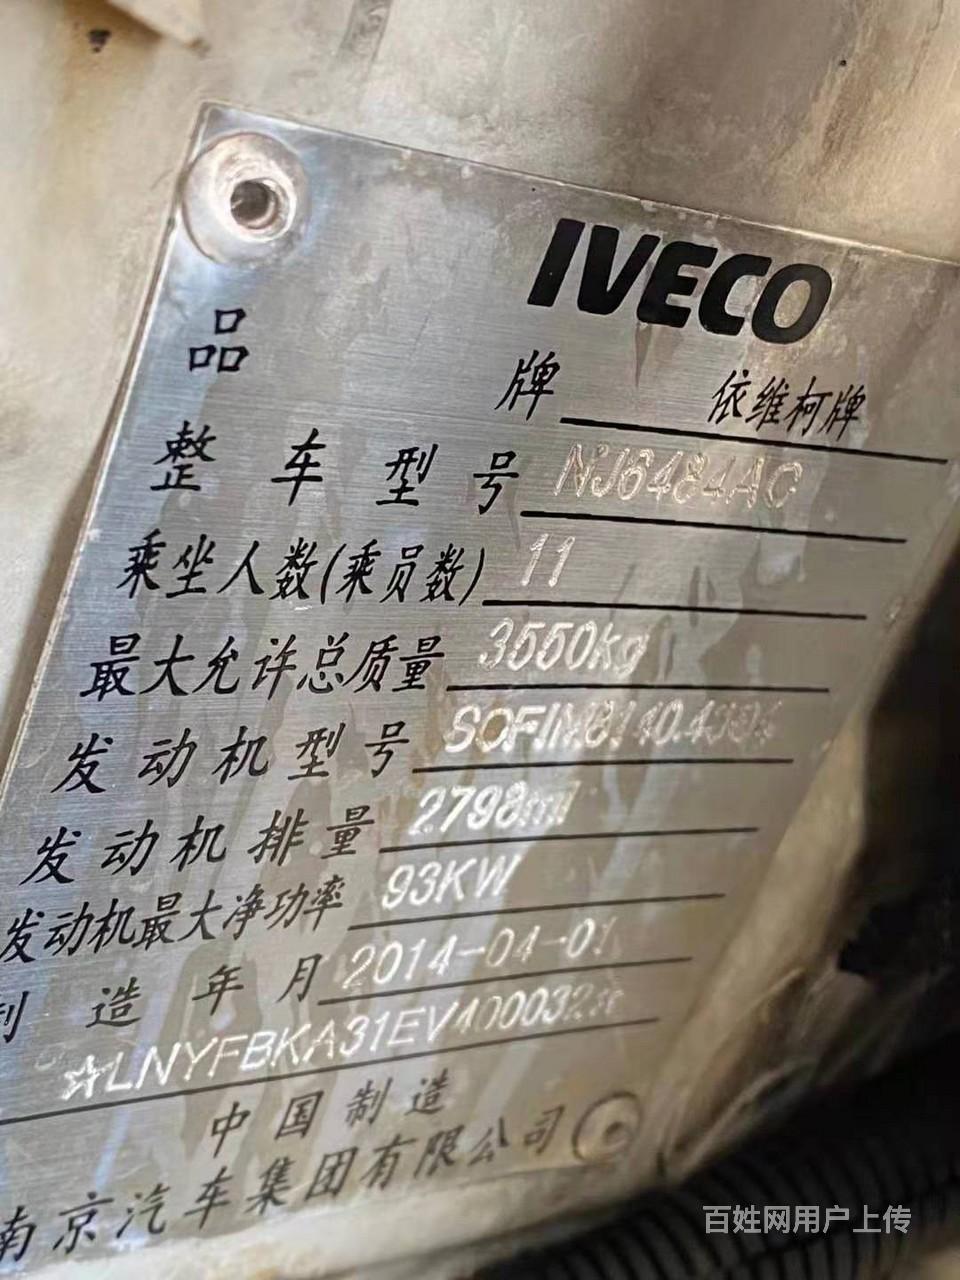 IVECO
品 牌 依维柯牌
整车型号 NJ6484AC
乘坐人数(乘员数) 11
最大允许总质量 3550kg
发动机型号 SOFIM8140.43S4
发动机排量 2798ml
发动机最大净功率 93KW
制造年月 2014-04-01
☆LNYFBKA31EV400032☆
中国制造
南京汽车集团有限公司
百姓网用户上传